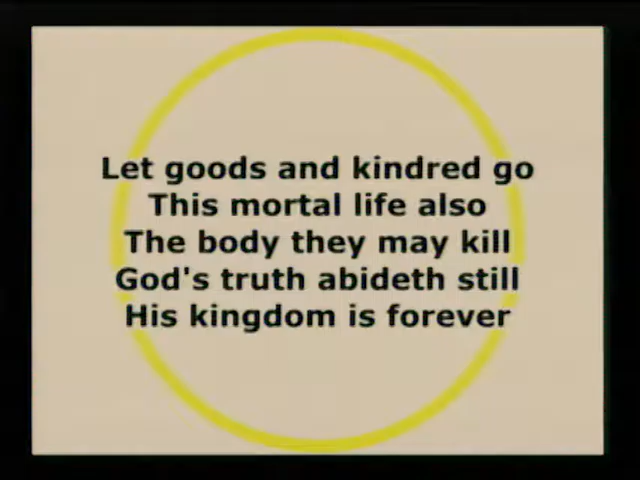 Let goods and kindred go
This mortal life also
The body they may kill
God's truth abideth still
His kingdom is forever